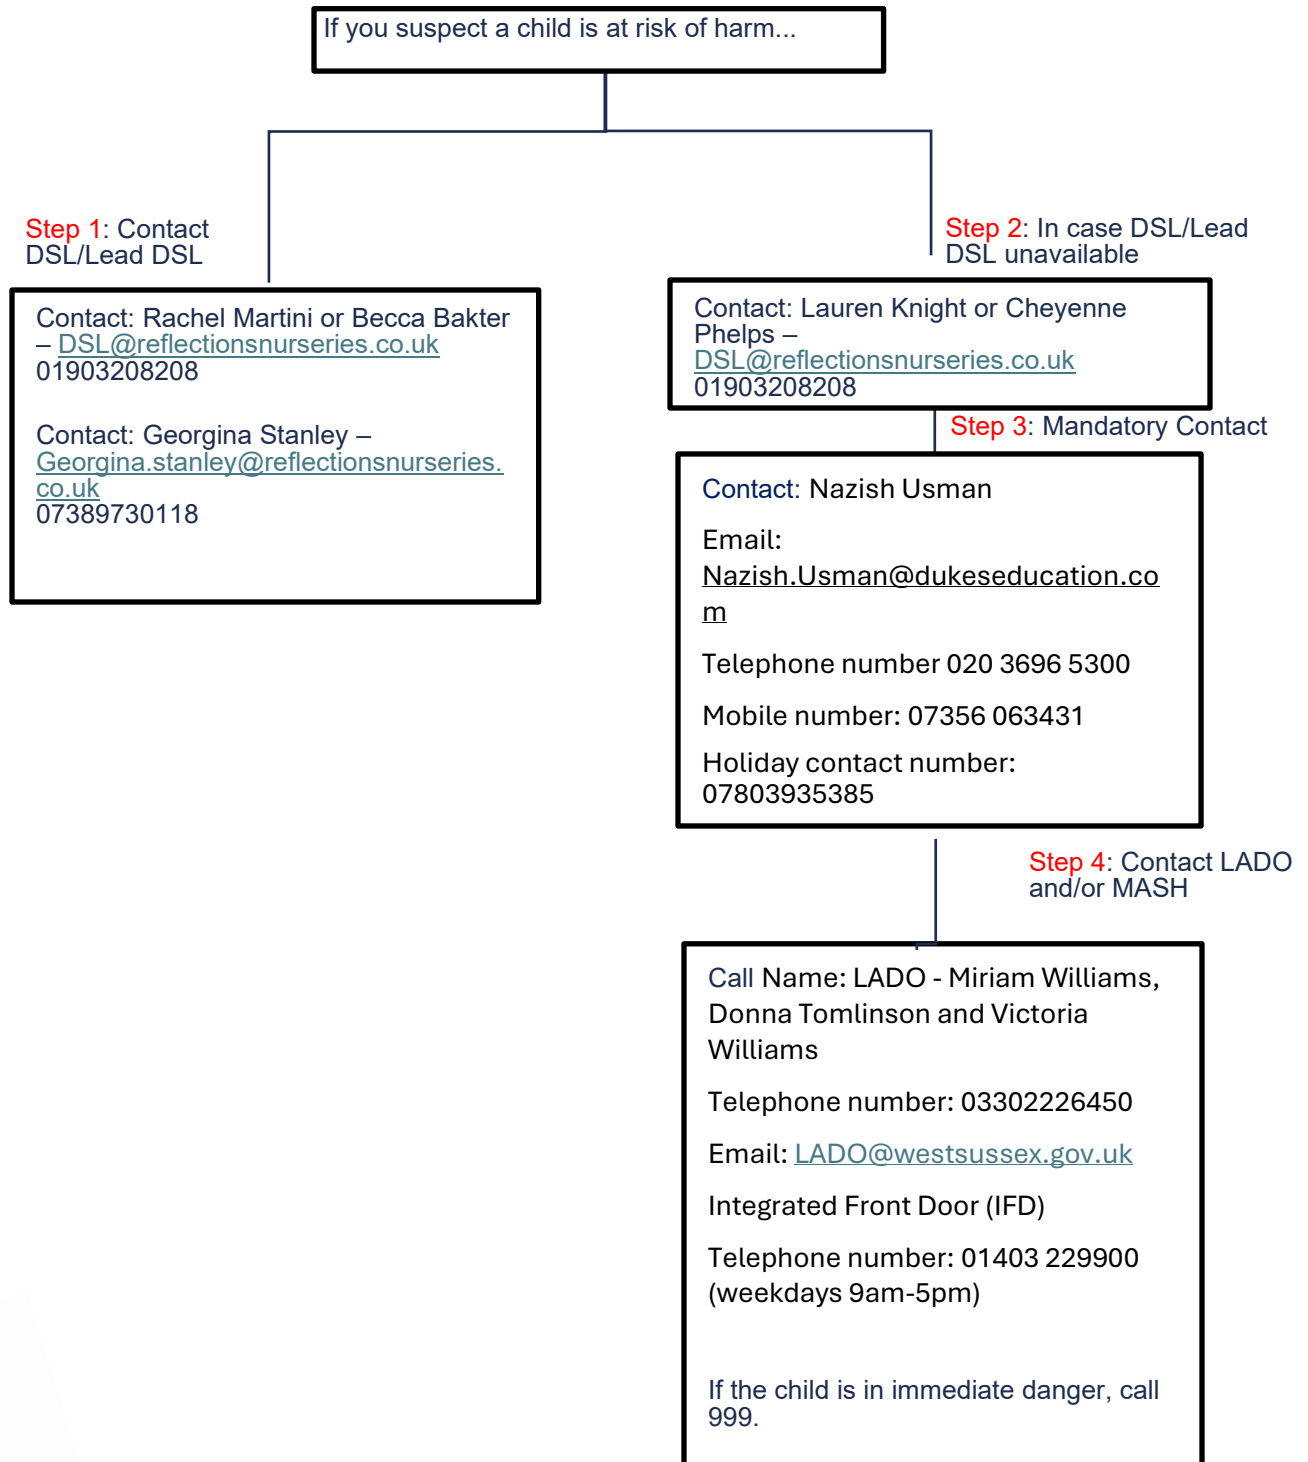 If you suspect a child is at risk of harm...
Step 1: Contact
DSL/Lead DSL
Contact: Rachel Martini or Becca Bakter
– DSL@reflectionsnurseries.co.uk
01903208208
Contact: Georgina Stanley –
Georgina.stanley@reflectionsnurseries.
co.uk
07389730118
Step 2: In case DSL/Lead
DSL unavailable
Contact: Lauren Knight or Cheyenne
Phelps –
DSL@reflectionsnurseries.co.uk
01903208208
Step 3: Mandatory Contact
Contact: Nazish Usman
Email:
Nazish.Usman@dukeseducation.co
m
Telephone number 020 3696 5300
Mobile number: 07356 063431
Holiday contact number:
07803935385
Step 4: Contact LADO
and/or MASH
Call Name: LADO - Miriam Williams,
Donna Tomlinson and Victoria
Williams
Telephone number: 03302226450
Email: LADO@westsussex.gov.uk
Integrated Front Door (IFD)
Telephone number: 01403 229900
(weekdays 9am-5pm)
If the child is in immediate danger, call
999.